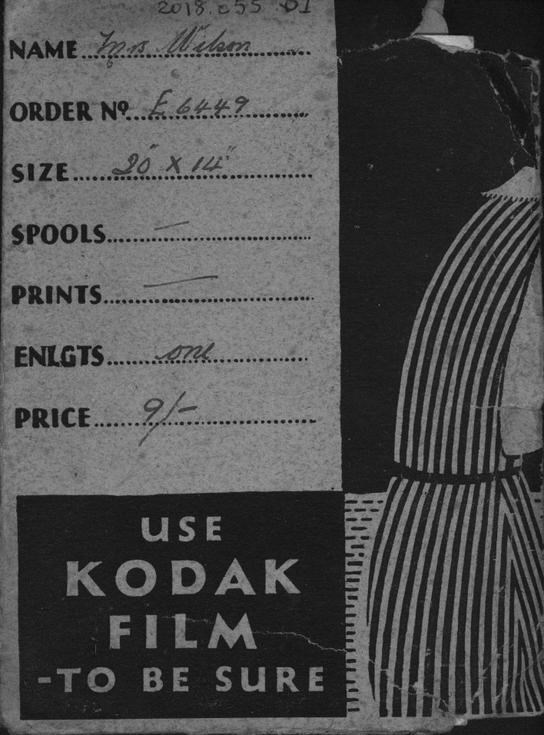 2018.055.01
NAME Mrs Wilson
ORDER Nº. E 6449
SIZE 20" X 14"
SPOOLS —
PRINTS —
ENLGTS one
PRICE 9/-
USE
KODAK
FILM
-TO BE SURE